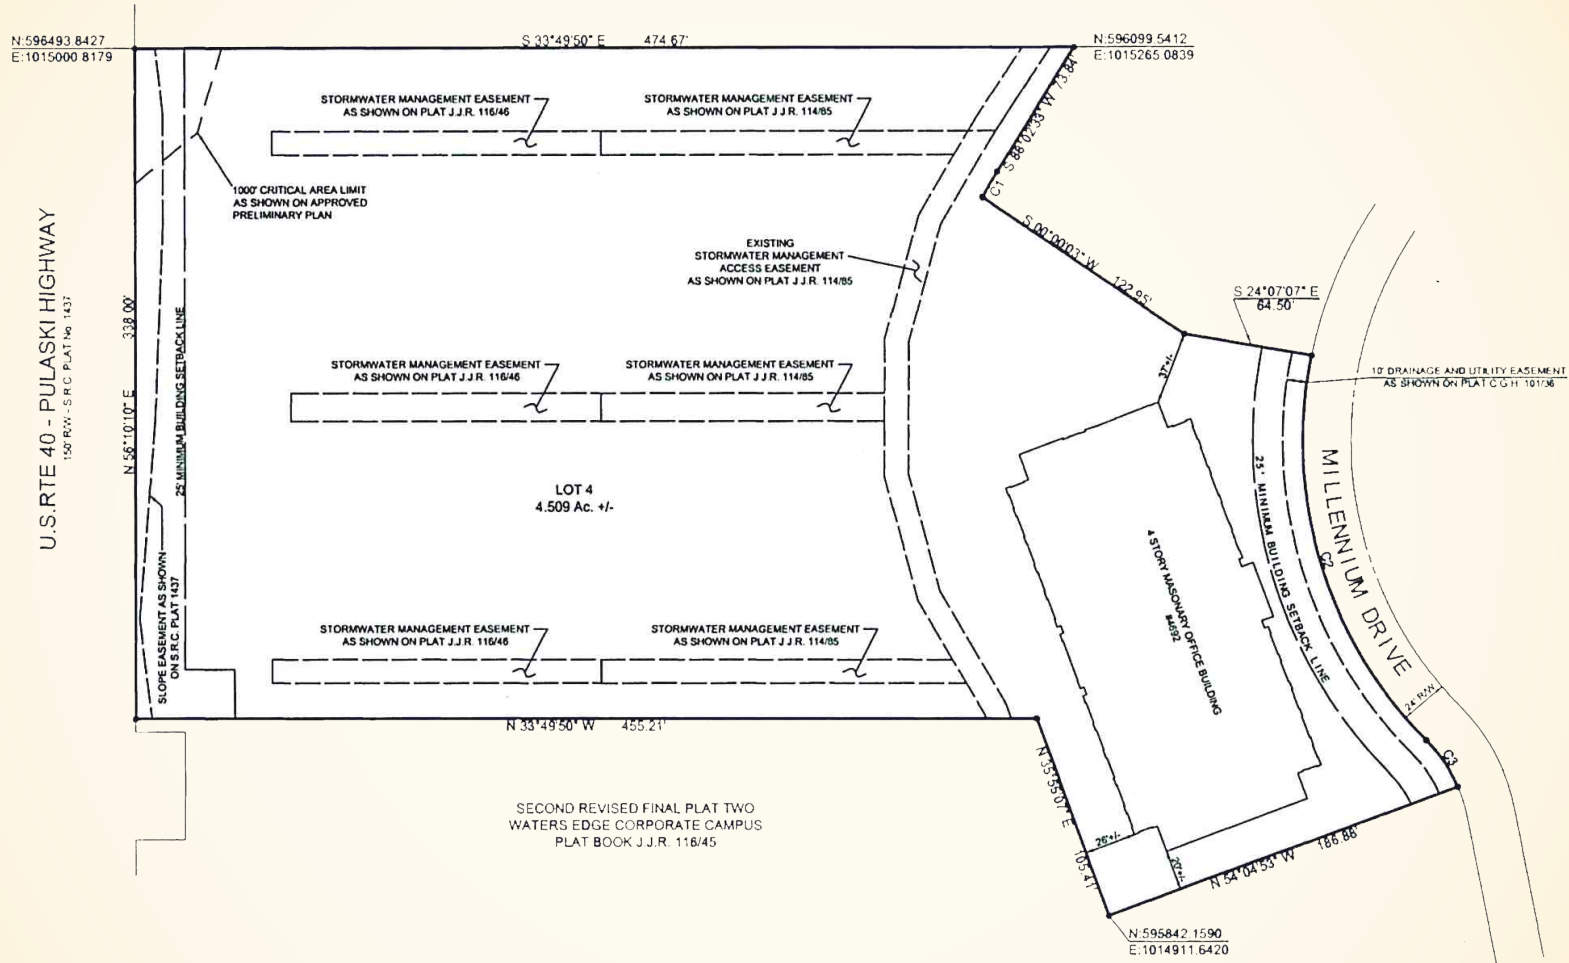 N:596493.8427
E:1015000.8179
S 33°49'50" E 474.67'
N:596099.5412
E:1015265.0839
S 88°02'33" W 73.84'
C1
STORMWATER MANAGEMENT EASEMENT
AS SHOWN ON PLAT J.J.R. 116/46
STORMWATER MANAGEMENT EASEMENT
AS SHOWN ON PLAT J.J.R. 114/85
1000' CRITICAL AREA LIMIT
AS SHOWN ON APPROVED
PRELIMINARY PLAN
EXISTING
STORMWATER MANAGEMENT
ACCESS EASEMENT
AS SHOWN ON PLAT J.J.R. 114/85
S 00°00'03" W 122.95'
S 24°07'07" E
64.50'
U.S.RTE 40 - PULASKI HIGHWAY
150' R/W - S.R.C. PLAT No. 1437
N 56°10'10" E 338.00'
25' MINIMUM BUILDING SETBACK LINE
STORMWATER MANAGEMENT EASEMENT
AS SHOWN ON PLAT J.J.R. 116/46
STORMWATER MANAGEMENT EASEMENT
AS SHOWN ON PLAT J.J.R. 114/85
37'+/-
10' DRAINAGE AND UTILITY EASEMENT
AS SHOWN ON PLAT C.G.H. 101/36
LOT 4
4.509 Ac. +/-
MILLENNIUM DRIVE
C2
25' MINIMUM BUILDING SETBACK LINE
4 STORY MASONARY OFFICE BUILDING
#4692
SLOPE EASEMENT AS SHOWN
ON S.R.C. PLAT 1437
STORMWATER MANAGEMENT EASEMENT
AS SHOWN ON PLAT J.J.R. 116/46
STORMWATER MANAGEMENT EASEMENT
AS SHOWN ON PLAT J.J.R. 114/85
24' R/W
C3
N 33°49'50" W 455.21'
N 35°55'07" E 105.41'
26'+/-
20'+/-
N 54°04'53" W 186.88'
SECOND REVISED FINAL PLAT TWO
WATERS EDGE CORPORATE CAMPUS
PLAT BOOK J.J.R. 116/45
N:595842.1590
E:1014911.6420